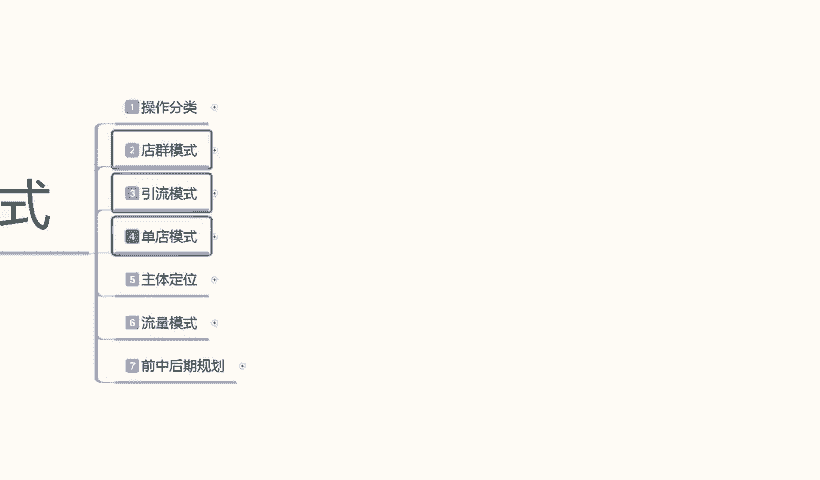 1 操作分类
2 店群模式
3 引流模式
式
4 单店模式
5 主体定位
6 流量模式
7 前中后期规划